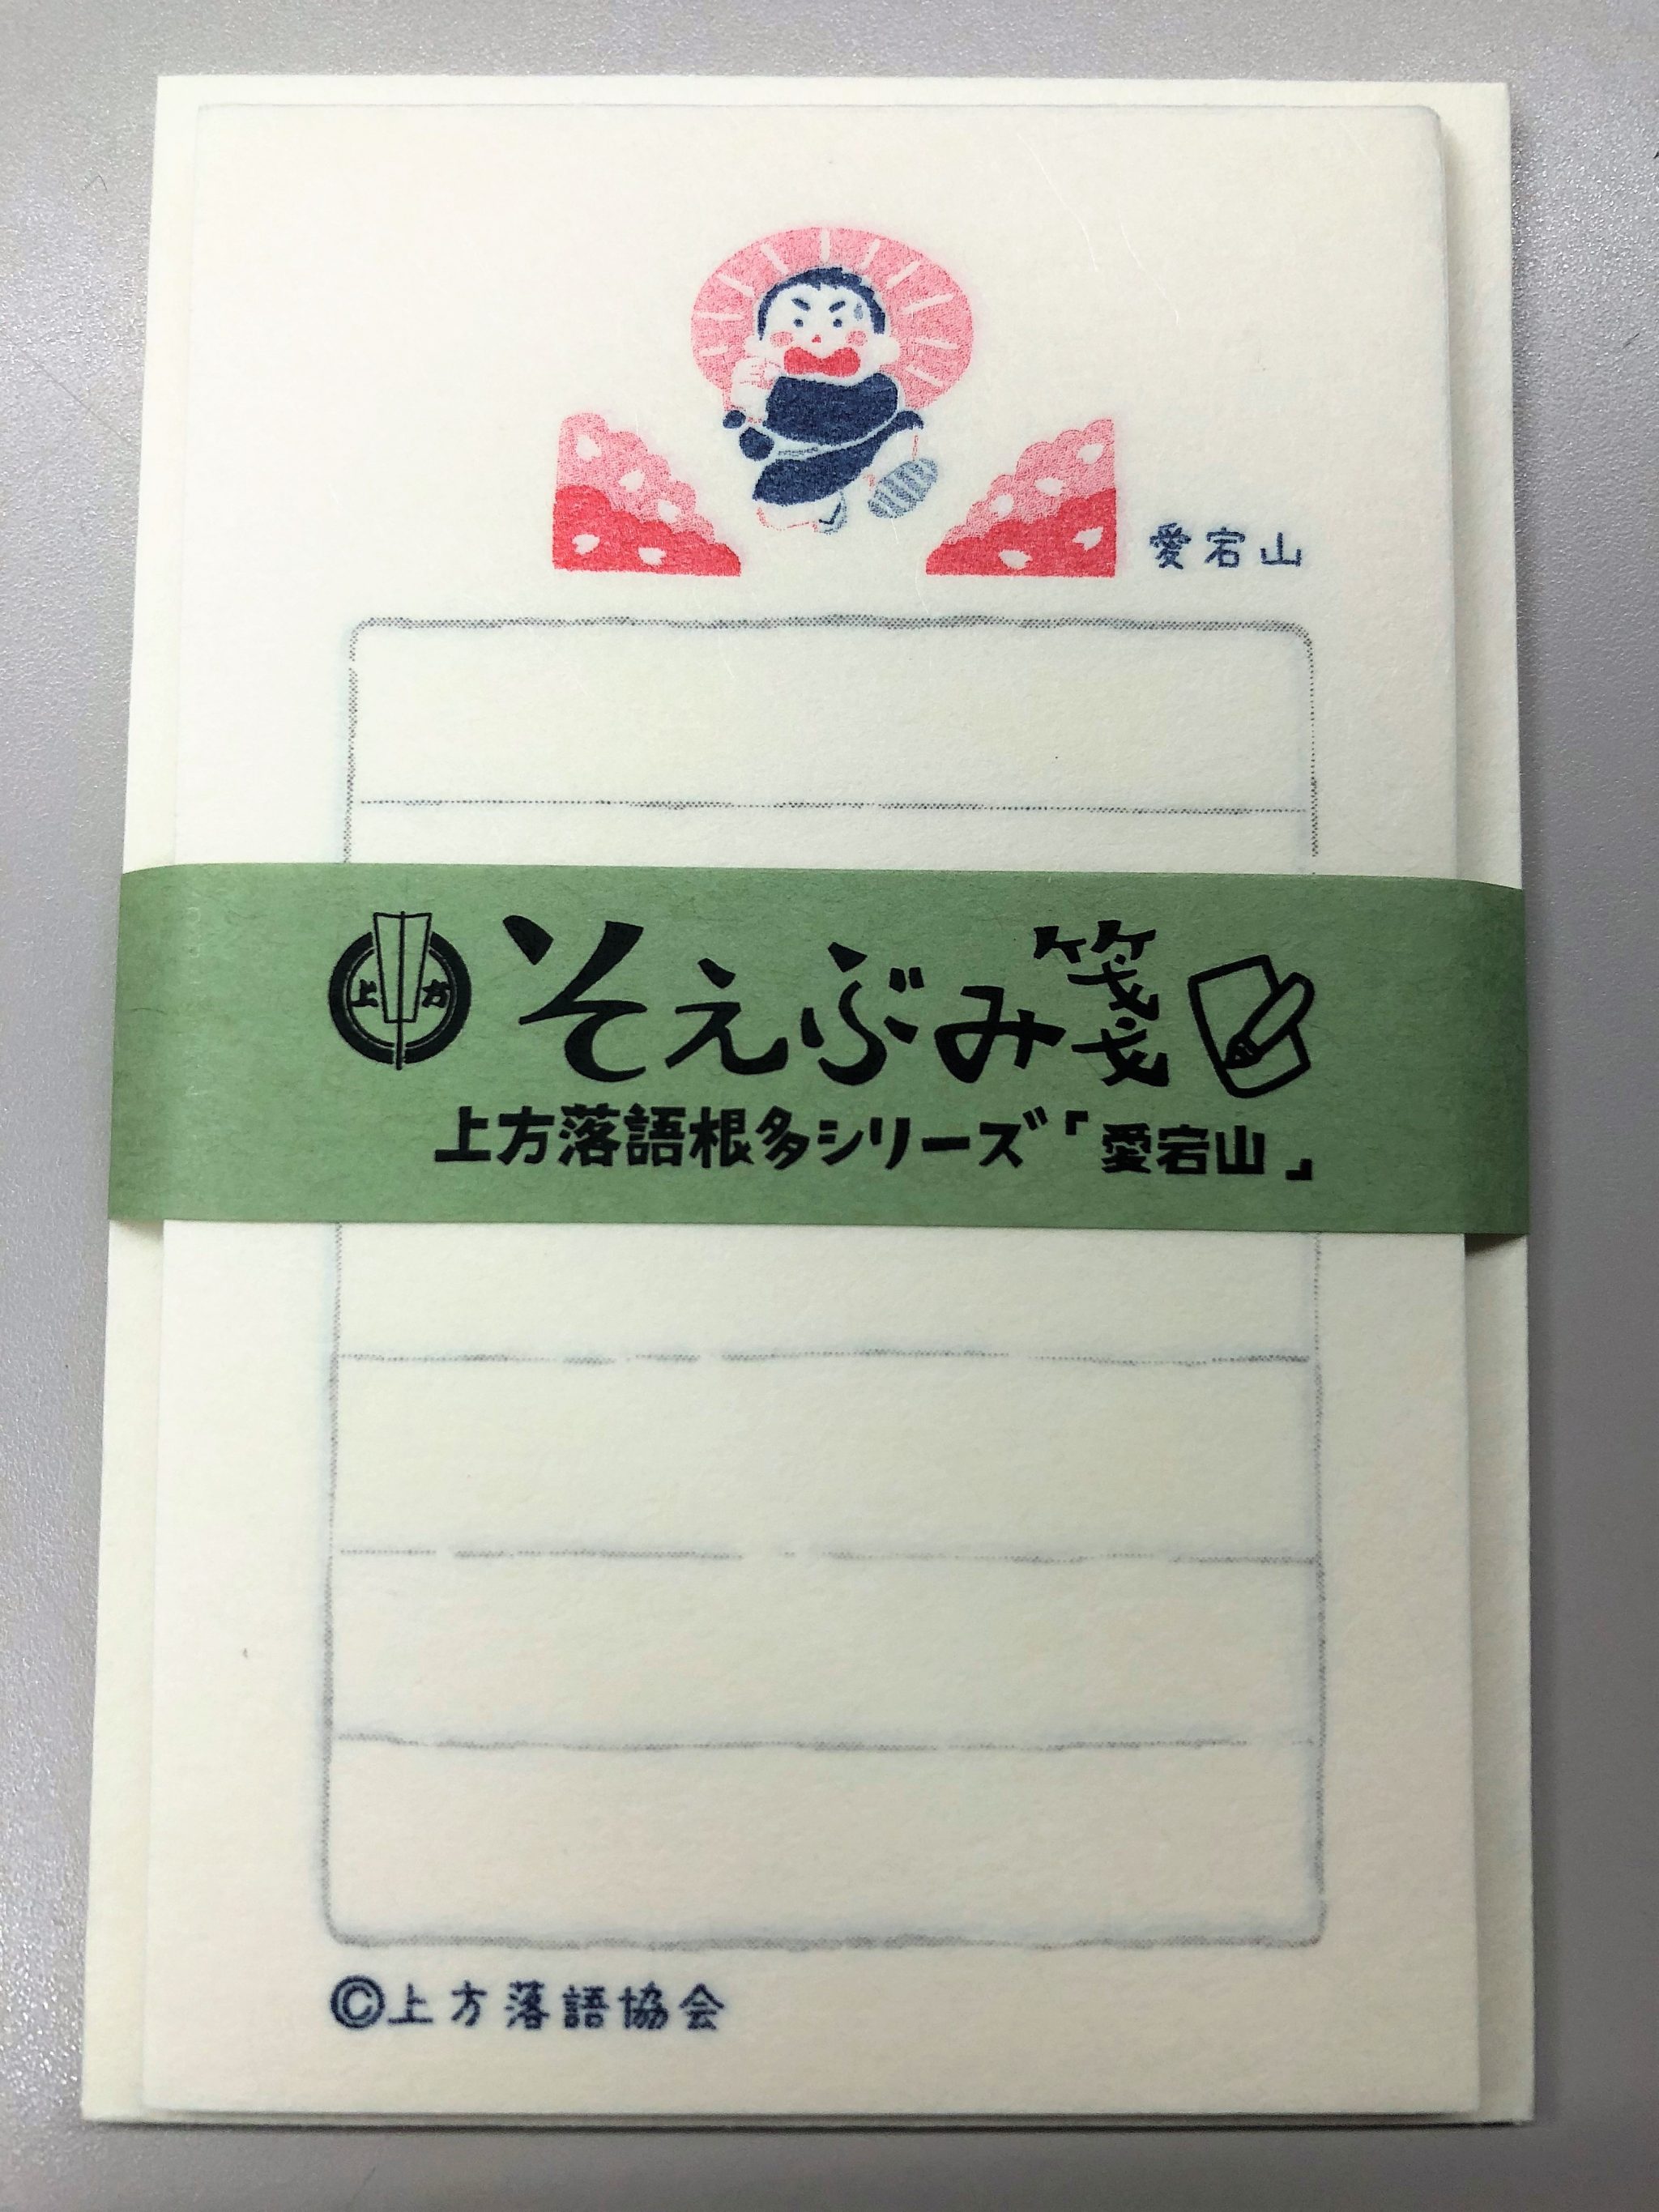 愛宕山
上方
そえぶみ箋
上方落語根多シリーズ「愛宕山」
©上方落語協会